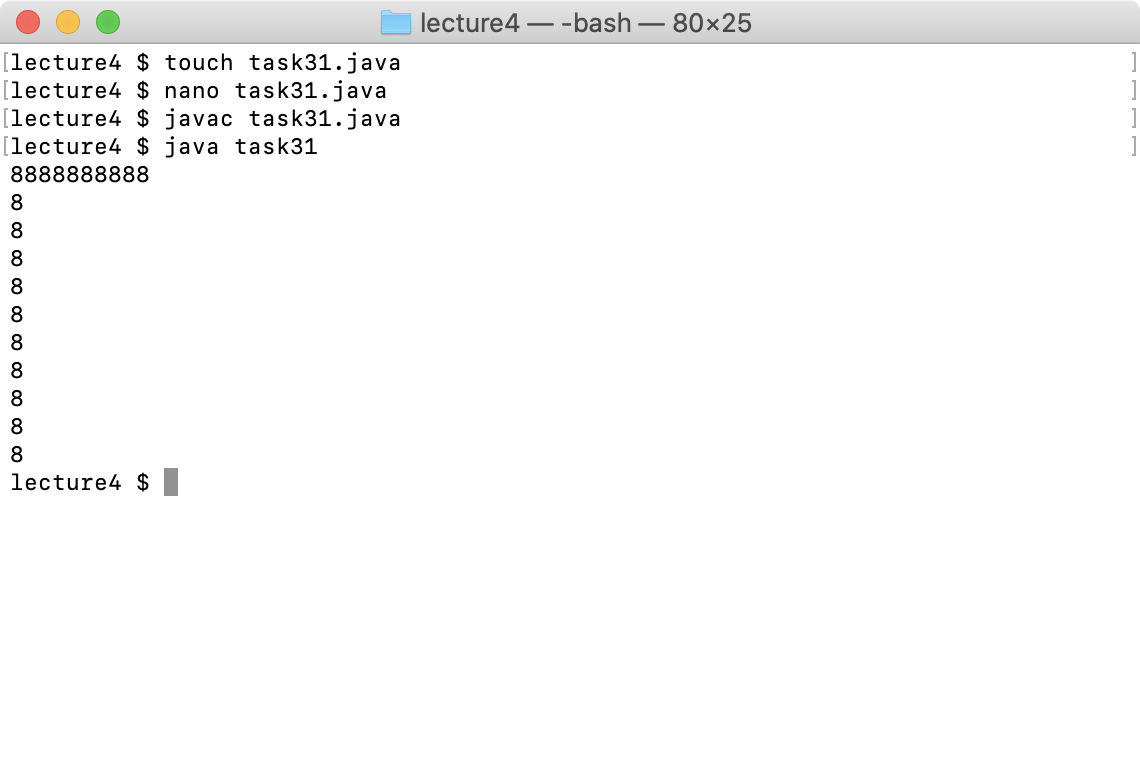 lecture4 — -bash — 80×25
[lecture4 $ touch task31.java ]
[lecture4 $ nano task31.java ]
[lecture4 $ javac task31.java ]
[lecture4 $ java task31 ]
8888888888
8
8
8
8
8
8
8
8
8
8
lecture4 $